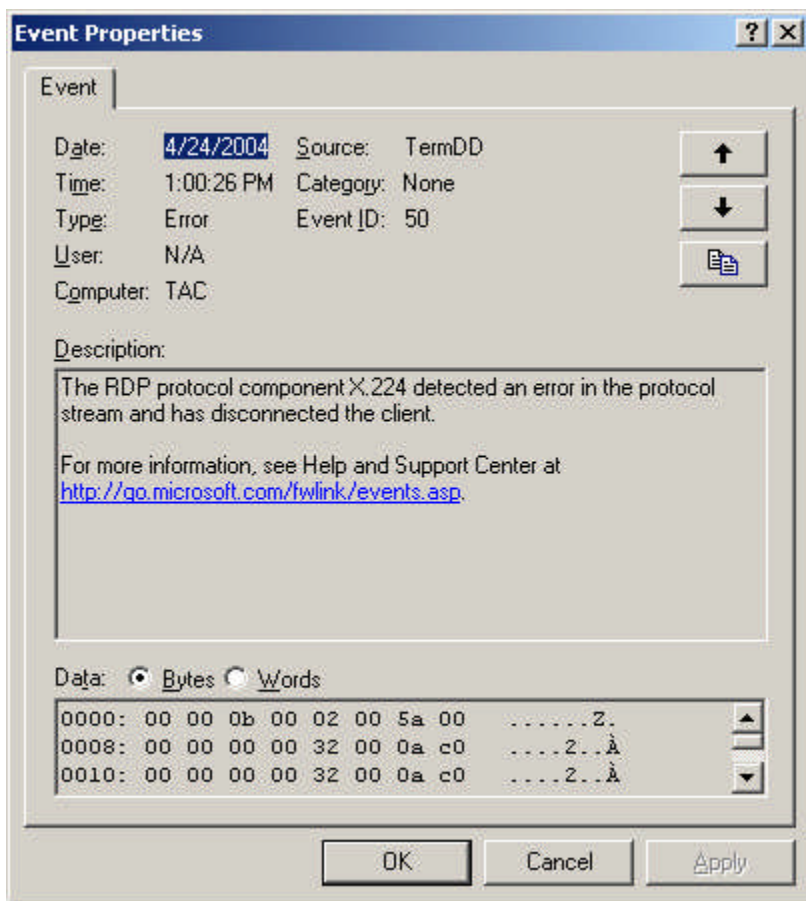 Event Properties
Event
Date: 4/24/2004 Source: TermDD
Time: 1:00:26 PM Category: None
Type: Error Event ID: 50
User: N/A
Computer: TAC
Description:
The RDP protocol component X.224 detected an error in the protocol
stream and has disconnected the client.
For more information, see Help and Support Center at
http://go.microsoft.com/fwlink/events.asp.
Data: Bytes Words
0000: 00 00 0b 00 02 00 5a 00 ......Z.
0008: 00 00 00 00 32 00 0a c0 ....2..À
0010: 00 00 00 00 32 00 0a c0 ....2..À
OK Cancel Apply